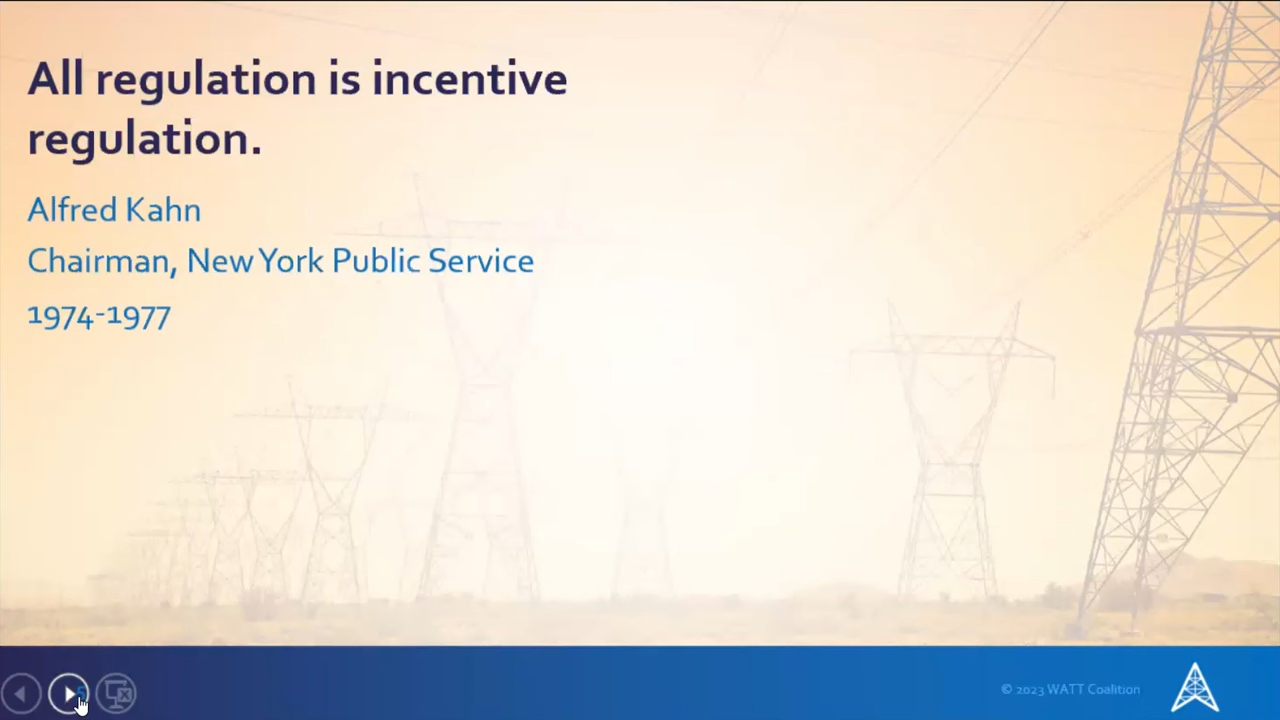 All regulation is incentive
regulation.
Alfred Kahn
Chairman, New York Public Service
1974-1977
© 2023 WATT Coalition